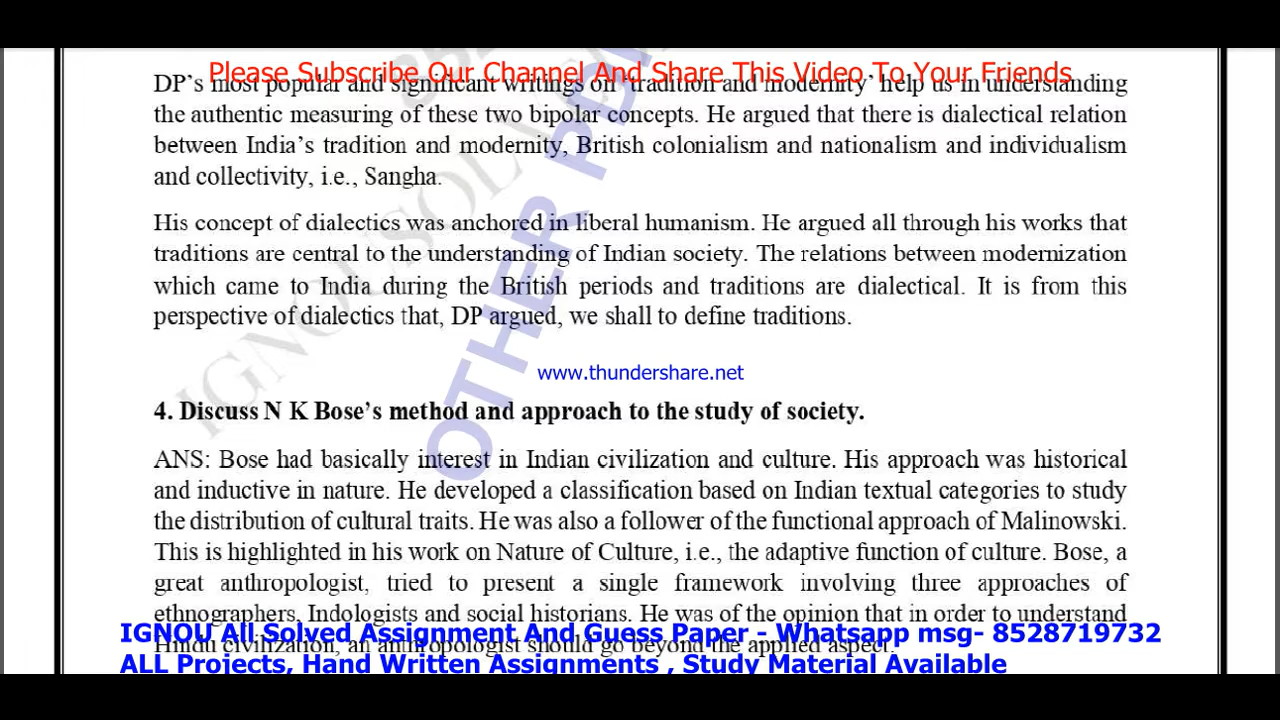 Please Subscribe Our Channel And Share This Video To Your Friends
DP’s most popular and significant writings on ‘tradition and modernity’ help us in understanding
the authentic measuring of these two bipolar concepts. He argued that there is dialectical relation
between India’s tradition and modernity, British colonialism and nationalism and individualism
and collectivity, i.e., Sangha.
His concept of dialectics was anchored in liberal humanism. He argued all through his works that
traditions are central to the understanding of Indian society. The relations between modernization
which came to India during the British periods and traditions are dialectical. It is from this
perspective of dialectics that, DP argued, we shall to define traditions.
www.thundershare.net
4. Discuss N K Bose’s method and approach to the study of society.
ANS: Bose had basically interest in Indian civilization and culture. His approach was historical
and inductive in nature. He developed a classification based on Indian textual categories to study
the distribution of cultural traits. He was also a follower of the functional approach of Malinowski.
This is highlighted in his work on Nature of Culture, i.e., the adaptive function of culture. Bose, a
great anthropologist, tried to present a single framework involving three approaches of
ethnographers, Indologists and social historians. He was of the opinion that in order to understand
IGNOU All Solved Assignment And Guess Paper - Whatsapp msg- 8528719732
Hindu civilization, an anthropologist should go beyond the applied aspect.
ALL Projects, Hand Written Assignments , Study Material Available
OTHER